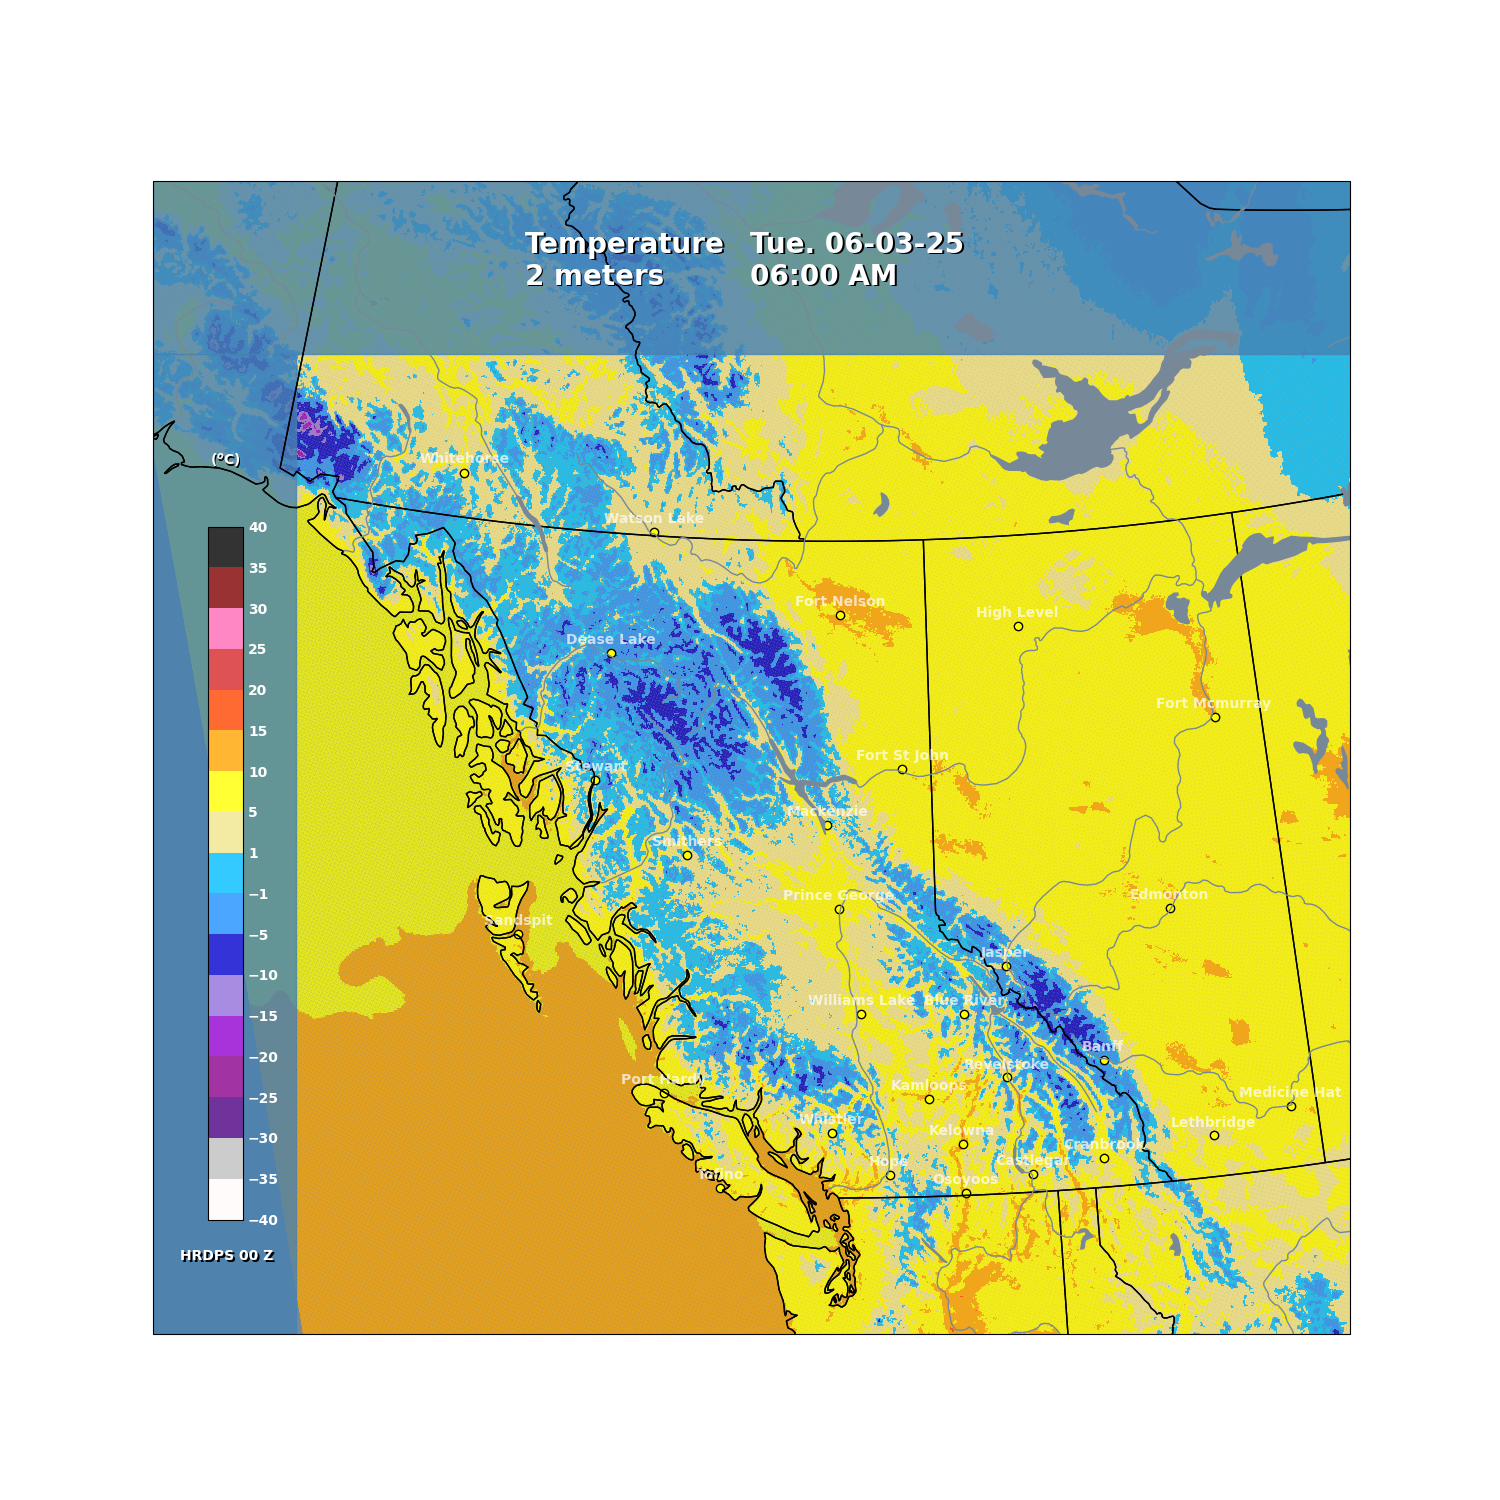 Temperature
2 meters
Tue. 06-03-25
06:00 AM
Whitehorse
(°C)
Watson Lake
40
35
30
25
20
15
10
5
1
−1
−5
−10
−15
−20
−25
−30
−35
−40
Fort Nelson
High Level
Dease Lake
Fort Mcmurray
Fort St John
Stewart
Mackenzie
Smithers
Prince George
Edmonton
Sandspit
Jasper
Williams Lake
Blue River
Banff
Revelstoke
Port Hardy
Kamloops
Medicine Hat
Whistler
Lethbridge
Kelowna
Cranbrook
Hope
Castlegar
Tofino
Osoyoos
HRDPS 00 Z